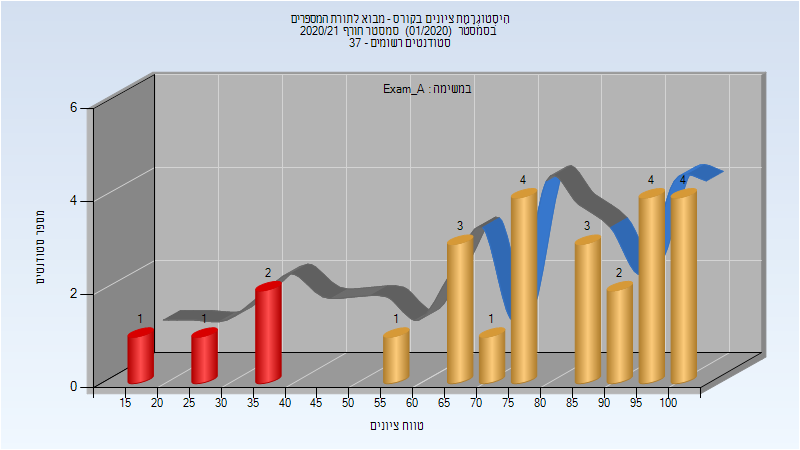 היסטוגרמת ציונים בקורס - מבוא לתורת המספרים
בסמסטר (01/2020) סמסטר חורף 2020/21
סטודנטים רשומים - 37
במשימה : Exam_A
מספר סטודנטים
6
4
2
0
1
1
2
1
3
1
4
3
2
4
4
15 20 25 30 35 40 45 50 55 60 65 70 75 80 85 90 95 100
טווח ציונים